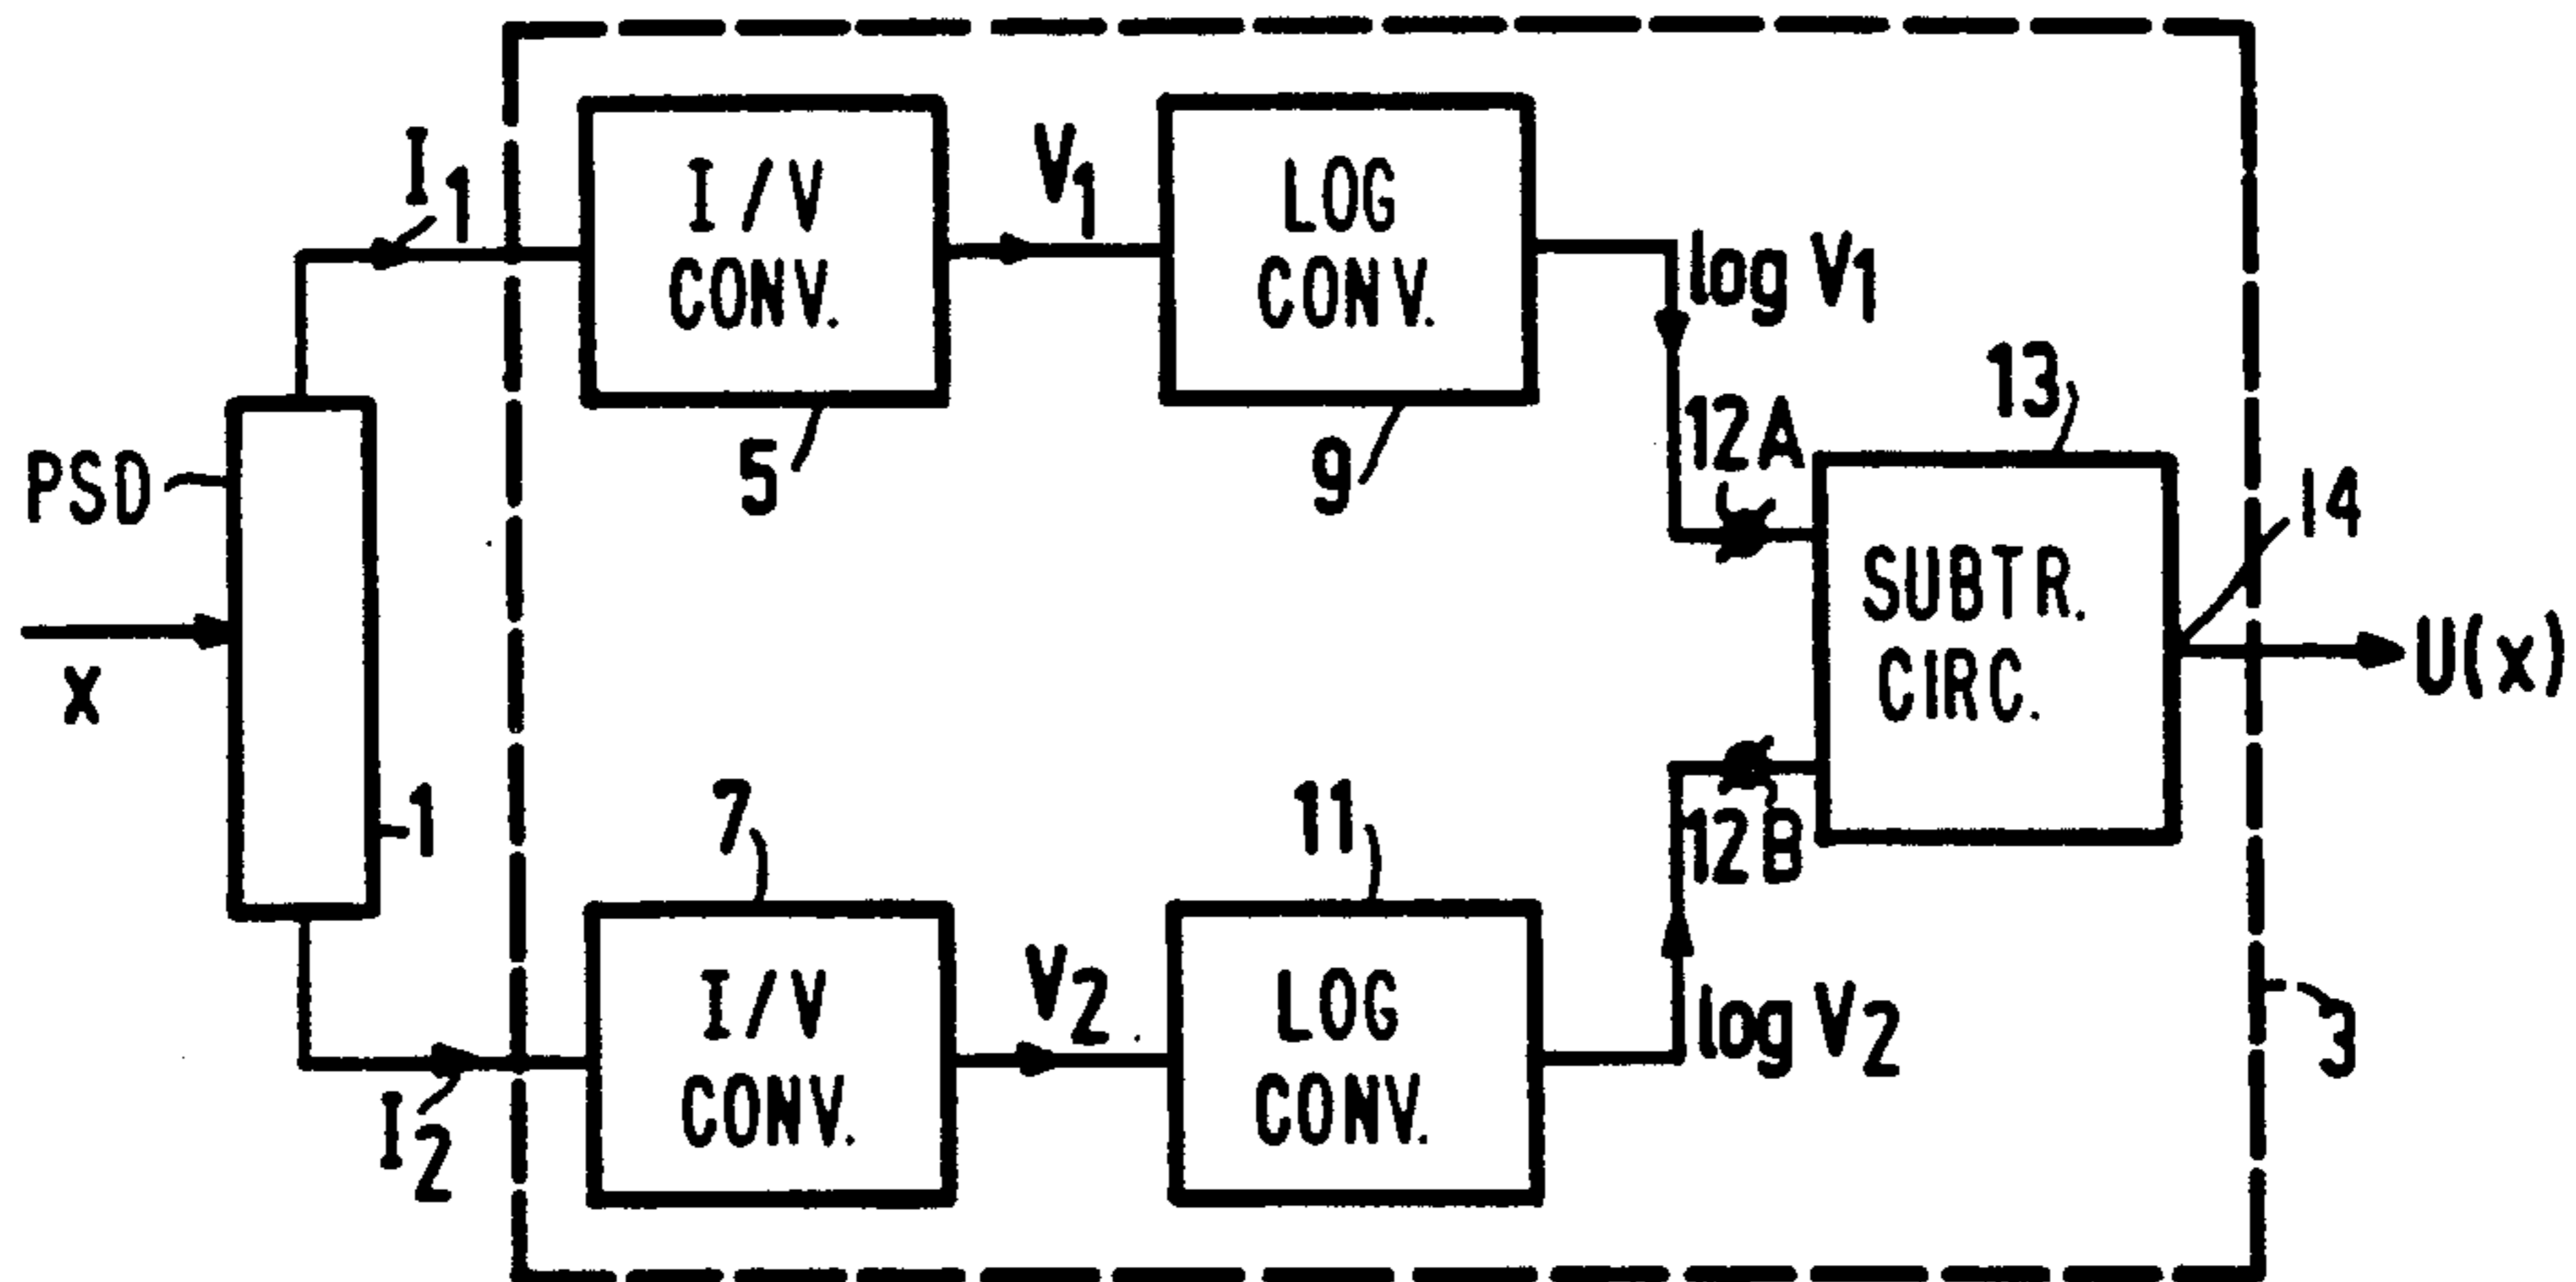 I1
I / V
CONV.
5
V1
LOG
CONV.
9
log V1
12A
13
PSD
x
1
SUBTR.
CIRC.
14
U(x)
12B
7
I/V
CONV.
I2
V2
11
LOG
CONV.
log V2
3